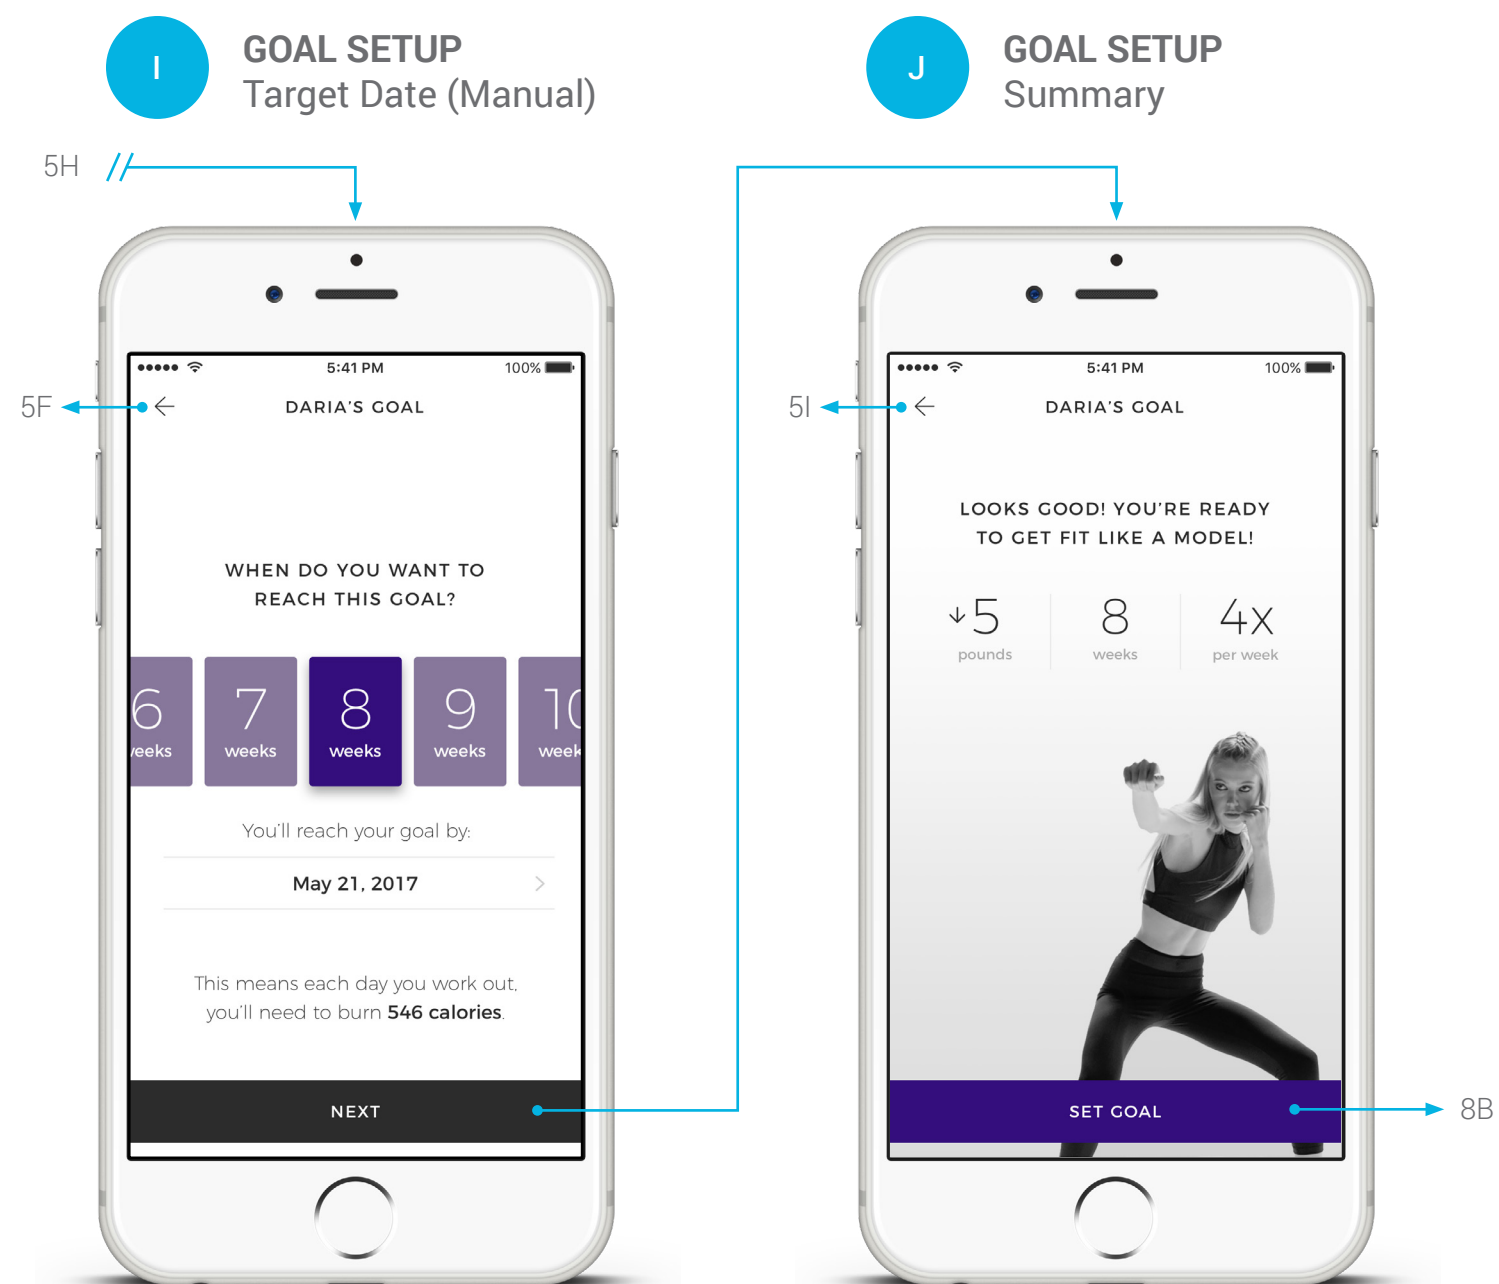 I
GOAL SETUP
Target Date (Manual)
5H
5:41 PM
100%
5F
DARIA'S GOAL
WHEN DO YOU WANT TO
REACH THIS GOAL?
6 7 8 9 10
weeks weeks weeks weeks week
You'll reach your goal by:
May 21, 2017
This means each day you work out,
you'll need to burn 546 calories.
NEXT
J
GOAL SETUP
Summary
5:41 PM
100%
5I
DARIA'S GOAL
LOOKS GOOD! YOU'RE READY
TO GET FIT LIKE A MODEL!
5 8 4x
pounds weeks per week
SET GOAL
8B